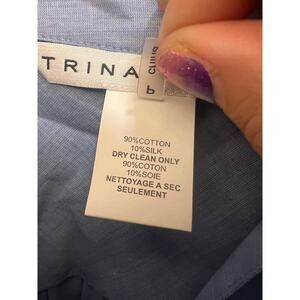 TRINA
90%COTTON
10%SILK
DRY CLEAN ONLY
90%COTON
10%SOIE
NETTOYAGE A SEC
SEULEMENT